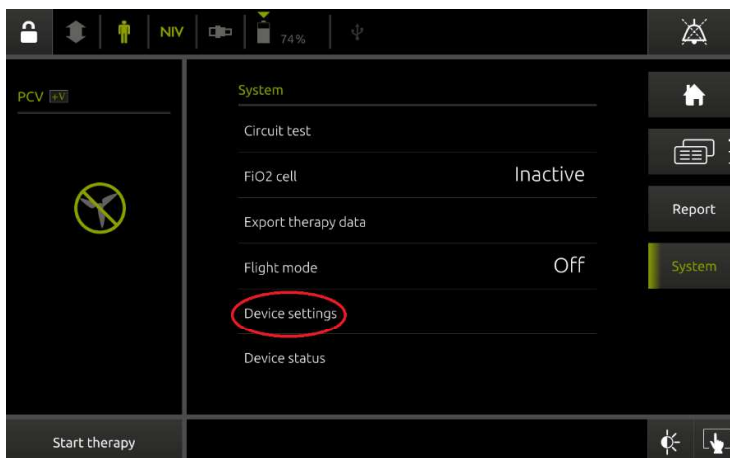 NIV
74%
PCV +V
System
Circuit test
FiO2 cell Inactive
Export therapy data
Flight mode Off
Device settings
Device status
Report
System
Start therapy